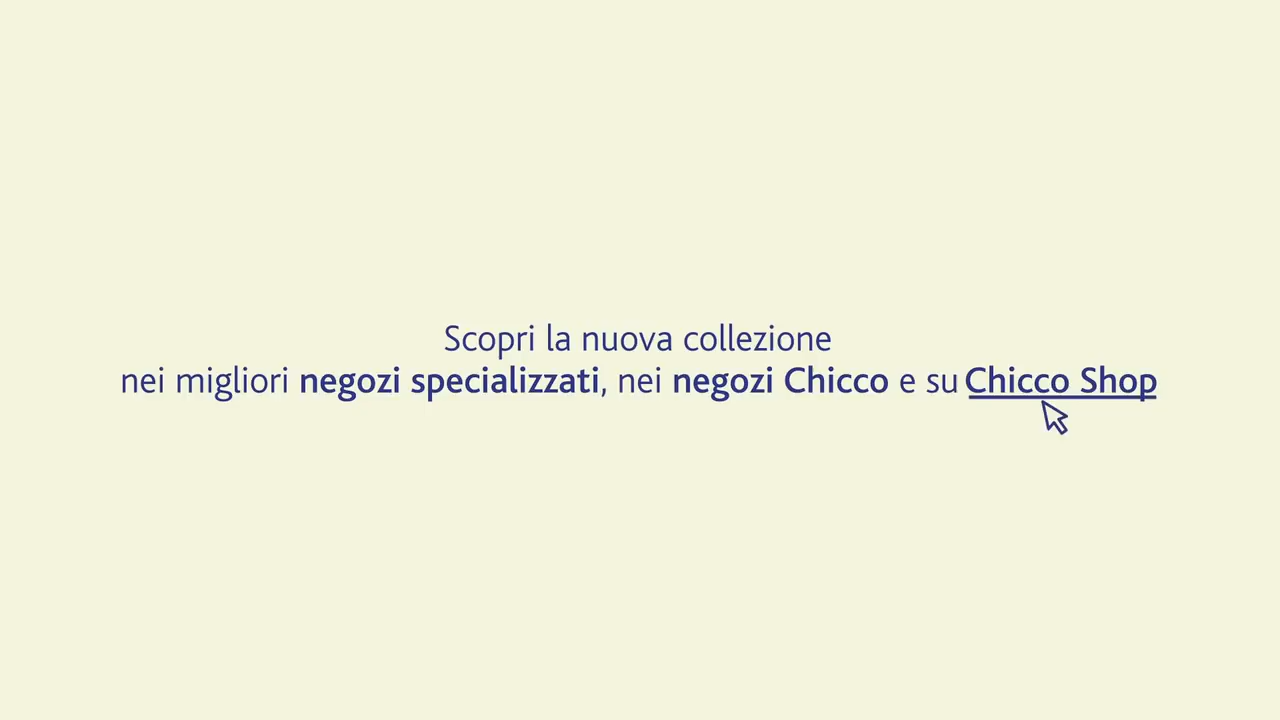 Scopri la nuova collezione
nei migliori negozi specializzati, nei negozi Chicco e su Chicco Shop